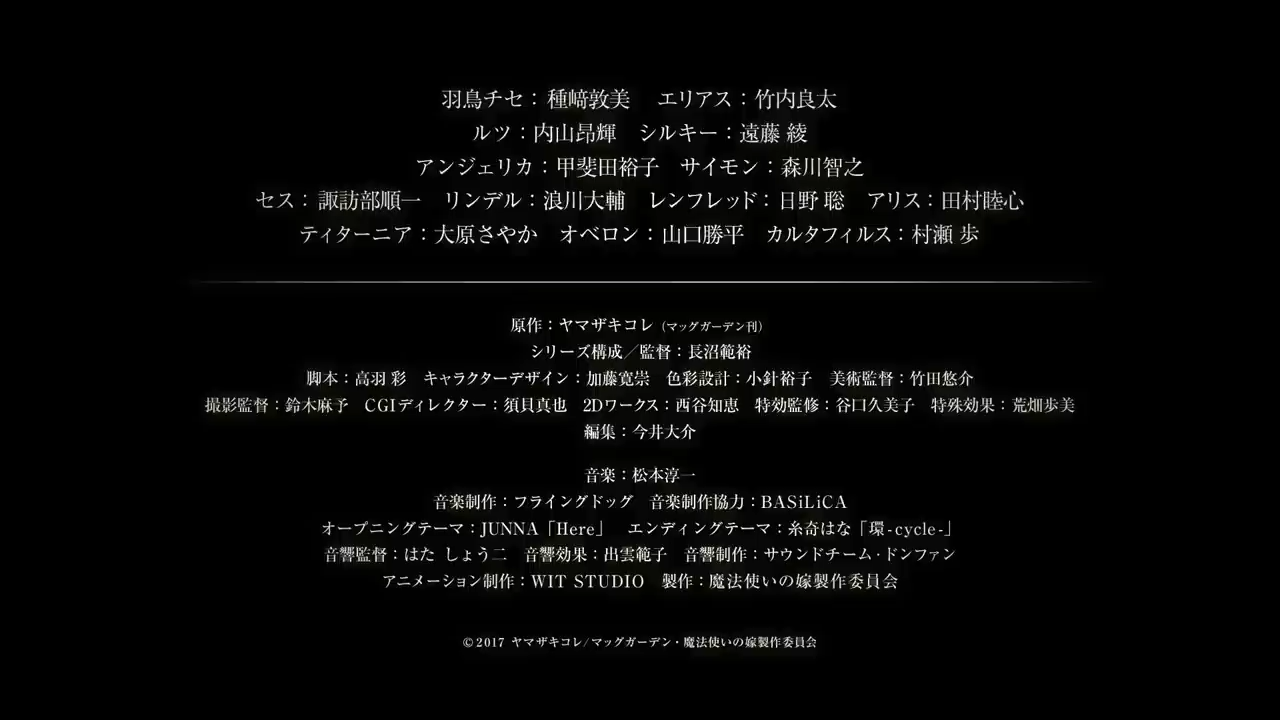 羽鳥チセ：種﨑敦美　エリアス：竹内良太
ルツ：内山昂輝　シルキー：遠藤 綾
アンジェリカ：甲斐田裕子　サイモン：森川智之
セス：諏訪部順一　リンデル：浪川大輔　レンフレッド：日野 聡　アリス：田村睦心
ティターニア：大原さやか　オベロン：山口勝平　カルタフィルス：村瀬 歩
原作：ヤマザキコレ（マッグガーデン刊）
シリーズ構成／監督：長沼範裕
脚本：高羽 彩　キャラクターデザイン：加藤寛崇　色彩設計：小針裕子　美術監督：竹田悠介
撮影監督：鈴木麻予　CGIディレクター：須貝真也　2Dワークス：西谷知恵　特効監修：谷口久美子　特殊効果：荒畑歩美
編集：今井大介
音楽：松本淳一
音楽制作：フライングドッグ　音楽制作協力：BASiLiCA
オープニングテーマ：JUNNA「Here」　エンディングテーマ：糸奇はな「環-cycle-」
音響監督：はた しょう二　音響効果：出雲範子　音響制作：サウンドチーム・ドンファン
アニメーション制作：WIT STUDIO　製作：魔法使いの嫁製作委員会
©2017 ヤマザキコレ/マッグガーデン・魔法使いの嫁製作委員会